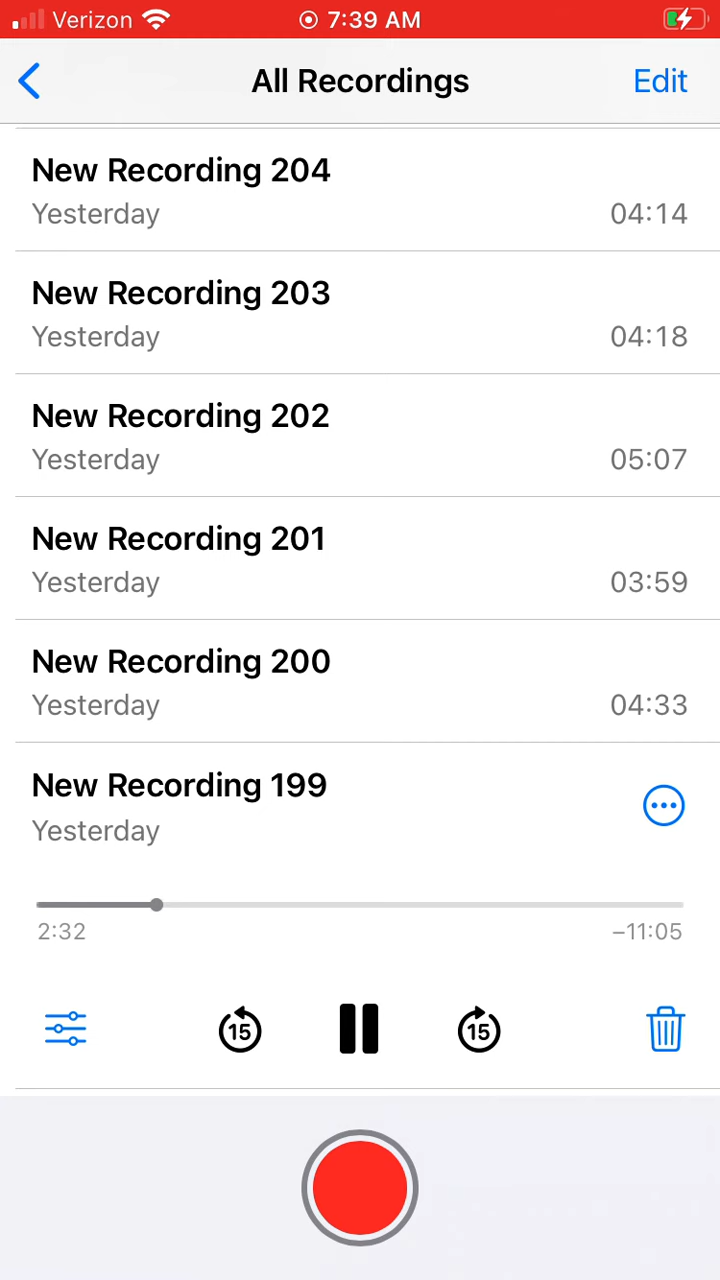 Verizon 7:39 AM
All Recordings Edit
New Recording 204
Yesterday 04:14
New Recording 203
Yesterday 04:18
New Recording 202
Yesterday 05:07
New Recording 201
Yesterday 03:59
New Recording 200
Yesterday 04:33
New Recording 199
Yesterday
2:32 –11:05
15 15